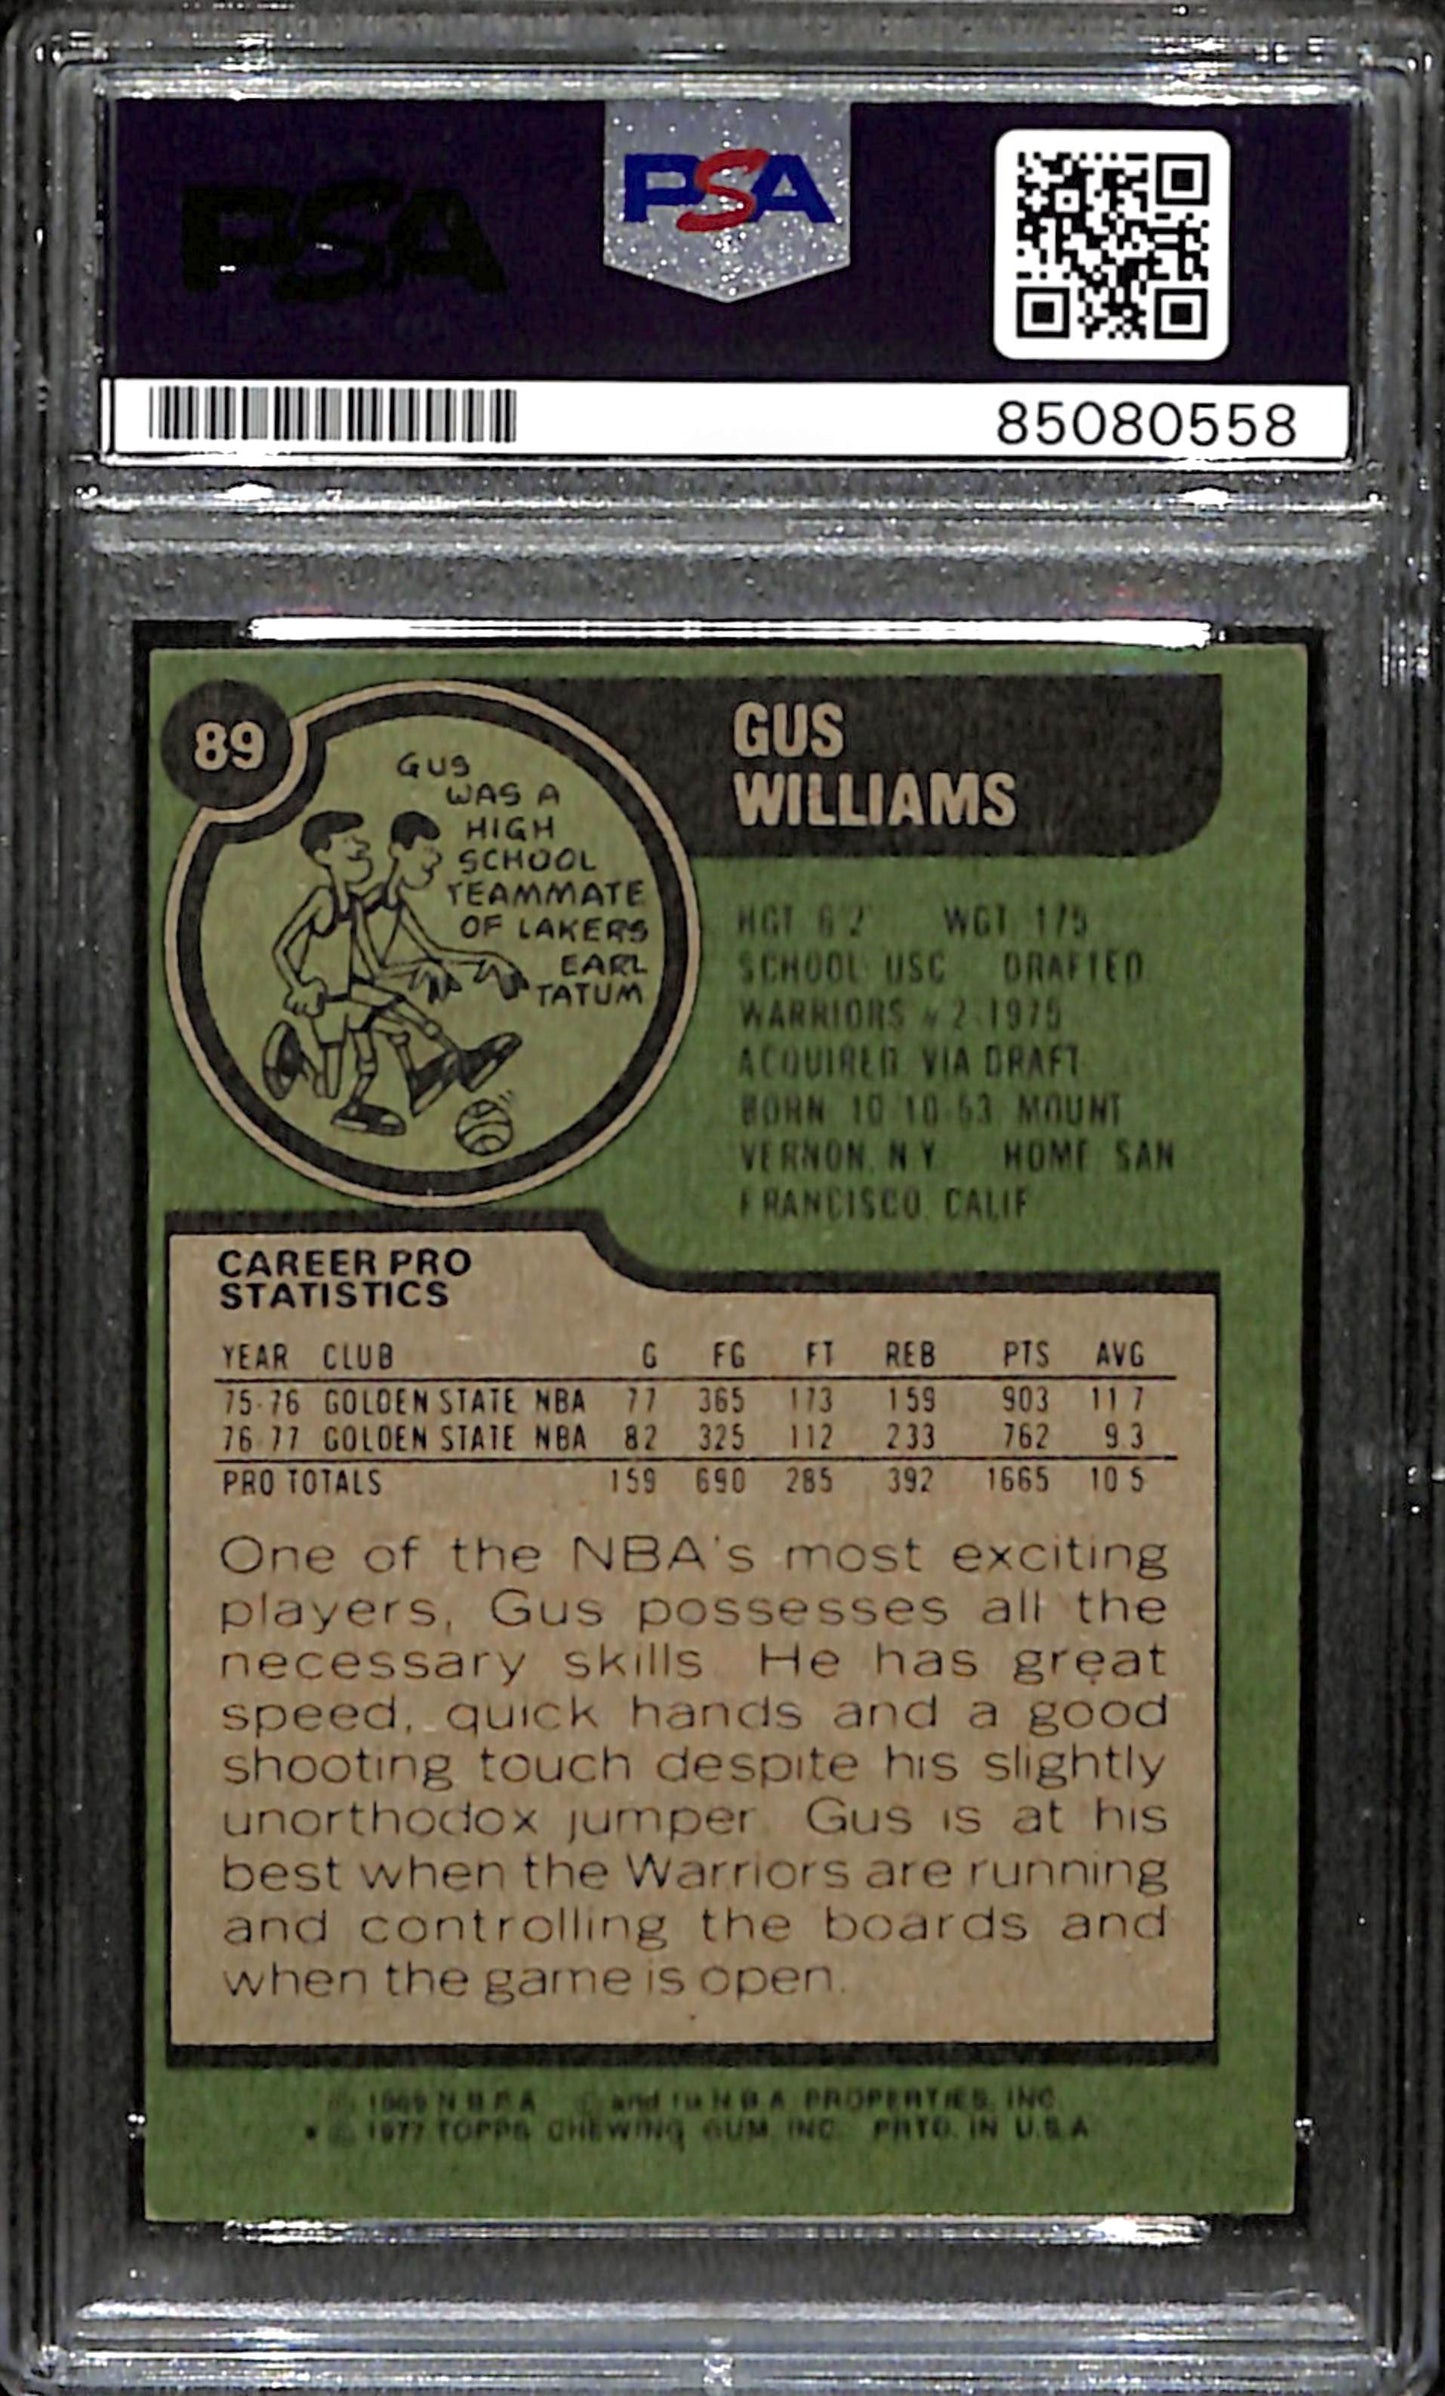 PSA
PSA
85080558
89
GUS
WILLIAMS
GUS
WAS A
HIGH
SCHOOL
TEAMMATE
OF LAKERS
EARL
TATUM
HGT 6'2" WGT 175
SCHOOL USC DRAFTED
WARRIORS #2-1975
ACQUIRED VIA DRAFT
BORN 10-10-53 MOUNT
VERNON, N.Y. HOME SAN
FRANCISCO, CALIF
CAREER PRO
STATISTICS
YEAR CLUB G FG FT REB PTS AVG
75-76 GOLDEN STATE NBA 77 365 173 159 903 11.7
76-77 GOLDEN STATE NBA 82 325 112 233 762 9.3
PRO TOTALS 159 690 285 392 1665 10.5
One of the NBA's most exciting
players, Gus possesses all the
necessary skills. He has great
speed, quick hands and a good
shooting touch despite his slightly
unorthodox jumper. Gus is at his
best when the Warriors are running
and controlling the boards and
when the game is open.
© 1969 N.B.P.A. © and TM N.B.A. PROPERTIES, INC.
* © 1977 TOPPS CHEWING GUM, INC. PRTD. IN U.S.A.